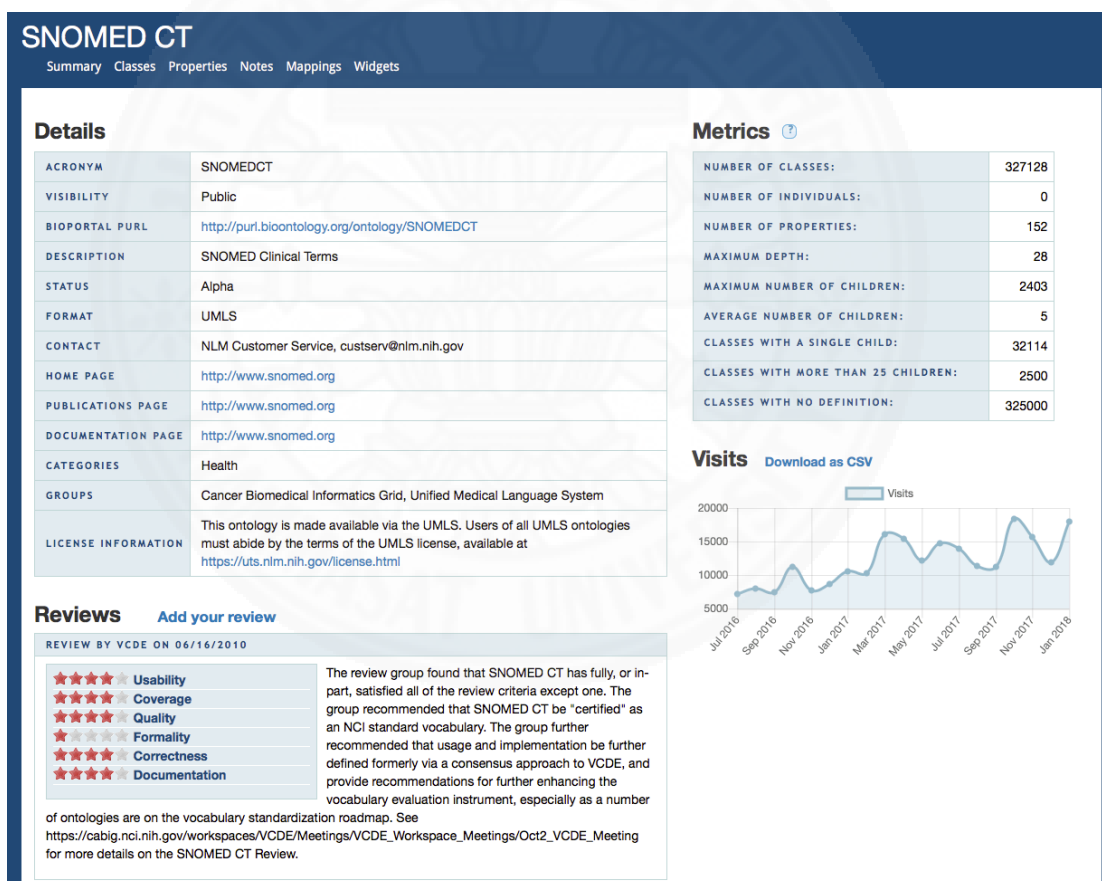 SNOMED CT
Summary Classes Properties Notes Mappings Widgets
Details
ACRONYM SNOMEDCT
VISIBILITY Public
BIOPORTAL PURL http://purl.bioontology.org/ontology/SNOMEDCT
DESCRIPTION SNOMED Clinical Terms
STATUS Alpha
FORMAT UMLS
CONTACT NLM Customer Service, custserv@nlm.nih.gov
HOME PAGE http://www.snomed.org
PUBLICATIONS PAGE http://www.snomed.org
DOCUMENTATION PAGE http://www.snomed.org
CATEGORIES Health
GROUPS Cancer Biomedical Informatics Grid, Unified Medical Language System
LICENSE INFORMATION
This ontology is made available via the UMLS. Users of all UMLS ontologies
must abide by the terms of the UMLS license, available at
https://uts.nlm.nih.gov/license.html
Reviews Add your review
REVIEW BY VCDE ON 06/16/2010
Usability
Coverage
Quality
Formality
Correctness
Documentation
The review group found that SNOMED CT has fully, or in-
part, satisfied all of the review criteria except one. The
group recommended that SNOMED CT be "certified" as
an NCI standard vocabulary. The group further
recommended that usage and implementation be further
defined formerly via a consensus approach to VCDE, and
provide recommendations for further enhancing the
vocabulary evaluation instrument, especially as a number
of ontologies are on the vocabulary standardization roadmap. See
https://cabig.nci.nih.gov/workspaces/VCDE/Meetings/VCDE_Workspace_Meetings/Oct2_VCDE_Meeting
for more details on the SNOMED CT Review.
Metrics ?
NUMBER OF CLASSES: 327128
NUMBER OF INDIVIDUALS: 0
NUMBER OF PROPERTIES: 152
MAXIMUM DEPTH: 28
MAXIMUM NUMBER OF CHILDREN: 2403
AVERAGE NUMBER OF CHILDREN: 5
CLASSES WITH A SINGLE CHILD: 32114
CLASSES WITH MORE THAN 25 CHILDREN: 2500
CLASSES WITH NO DEFINITION: 325000
Visits Download as CSV
Visits
20000
15000
10000
5000
Jul 2016 Sep 2016 Nov 2016 Jan 2017 Mar 2017 May 2017 Jul 2017 Sep 2017 Nov 2017 Jan 2018